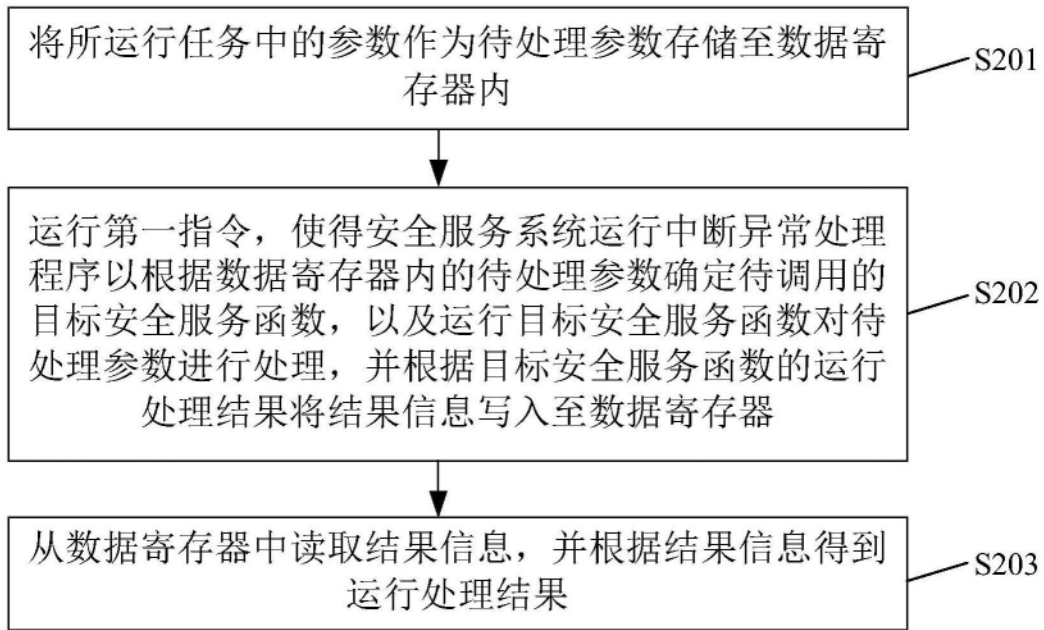 将所运行任务中的参数作为待处理参数存储至数据寄
存器内
S201
运行第一指令，使得安全服务系统运行中断异常处理
程序以根据数据寄存器内的待处理参数确定待调用的
目标安全服务函数，以及运行目标安全服务函数对待
处理参数进行处理，并根据目标安全服务函数的运行
处理结果将结果信息写入至数据寄存器
S202
从数据寄存器中读取结果信息，并根据结果信息得到
运行处理结果
S203